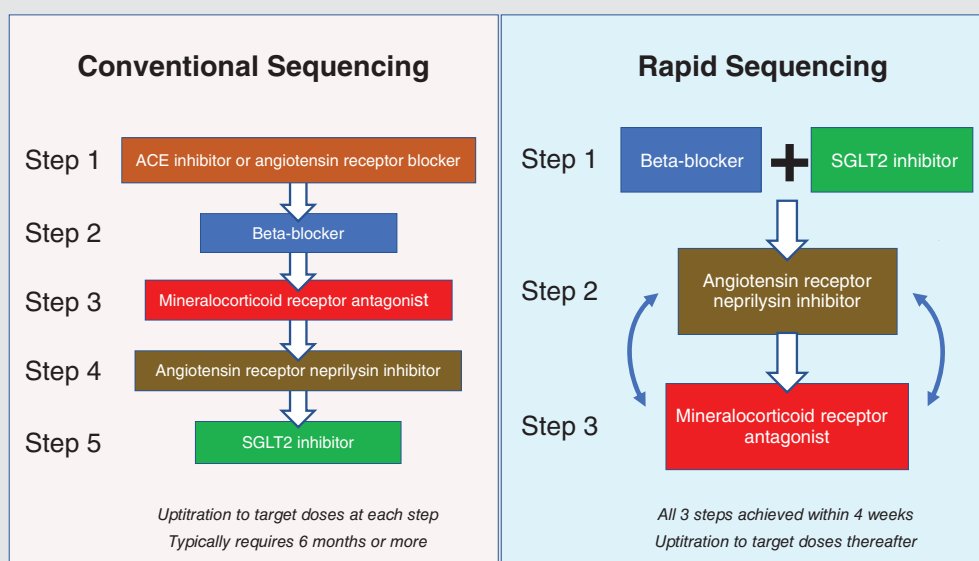 Conventional Sequencing
Step 1
ACE inhibitor or angiotensin receptor blocker
Step 2
Beta-blocker
Step 3
Mineralocorticoid receptor antagonist
Step 4
Angiotensin receptor neprilysin inhibitor
Step 5
SGLT2 inhibitor
Uptitration to target doses at each step
Typically requires 6 months or more
Rapid Sequencing
Step 1
Beta-blocker
+
SGLT2 inhibitor
Step 2
Angiotensin receptor
neprilysin inhibitor
Step 3
Mineralocorticoid receptor
antagonist
All 3 steps achieved within 4 weeks
Uptitration to target doses thereafter